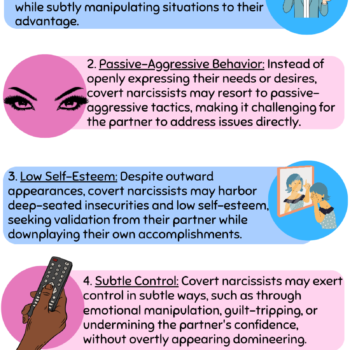 while subtly manipulating situations to their
advantage.
2. Passive-Aggressive Behavior: Instead of
openly expressing their needs or desires,
covert narcissists may resort to passive-
aggressive tactics, making it challenging for
the partner to address issues directly.
3. Low Self-Esteem: Despite outward
appearances, covert narcissists may harbor
deep-seated insecurities and low self-esteem,
seeking validation from their partner while
downplaying their own accomplishments.
4. Subtle Control: Covert narcissists may exert
control in subtle ways, such as through
emotional manipulation, guilt-tripping, or
undermining the partner's confidence,
without overtly appearing domineering.